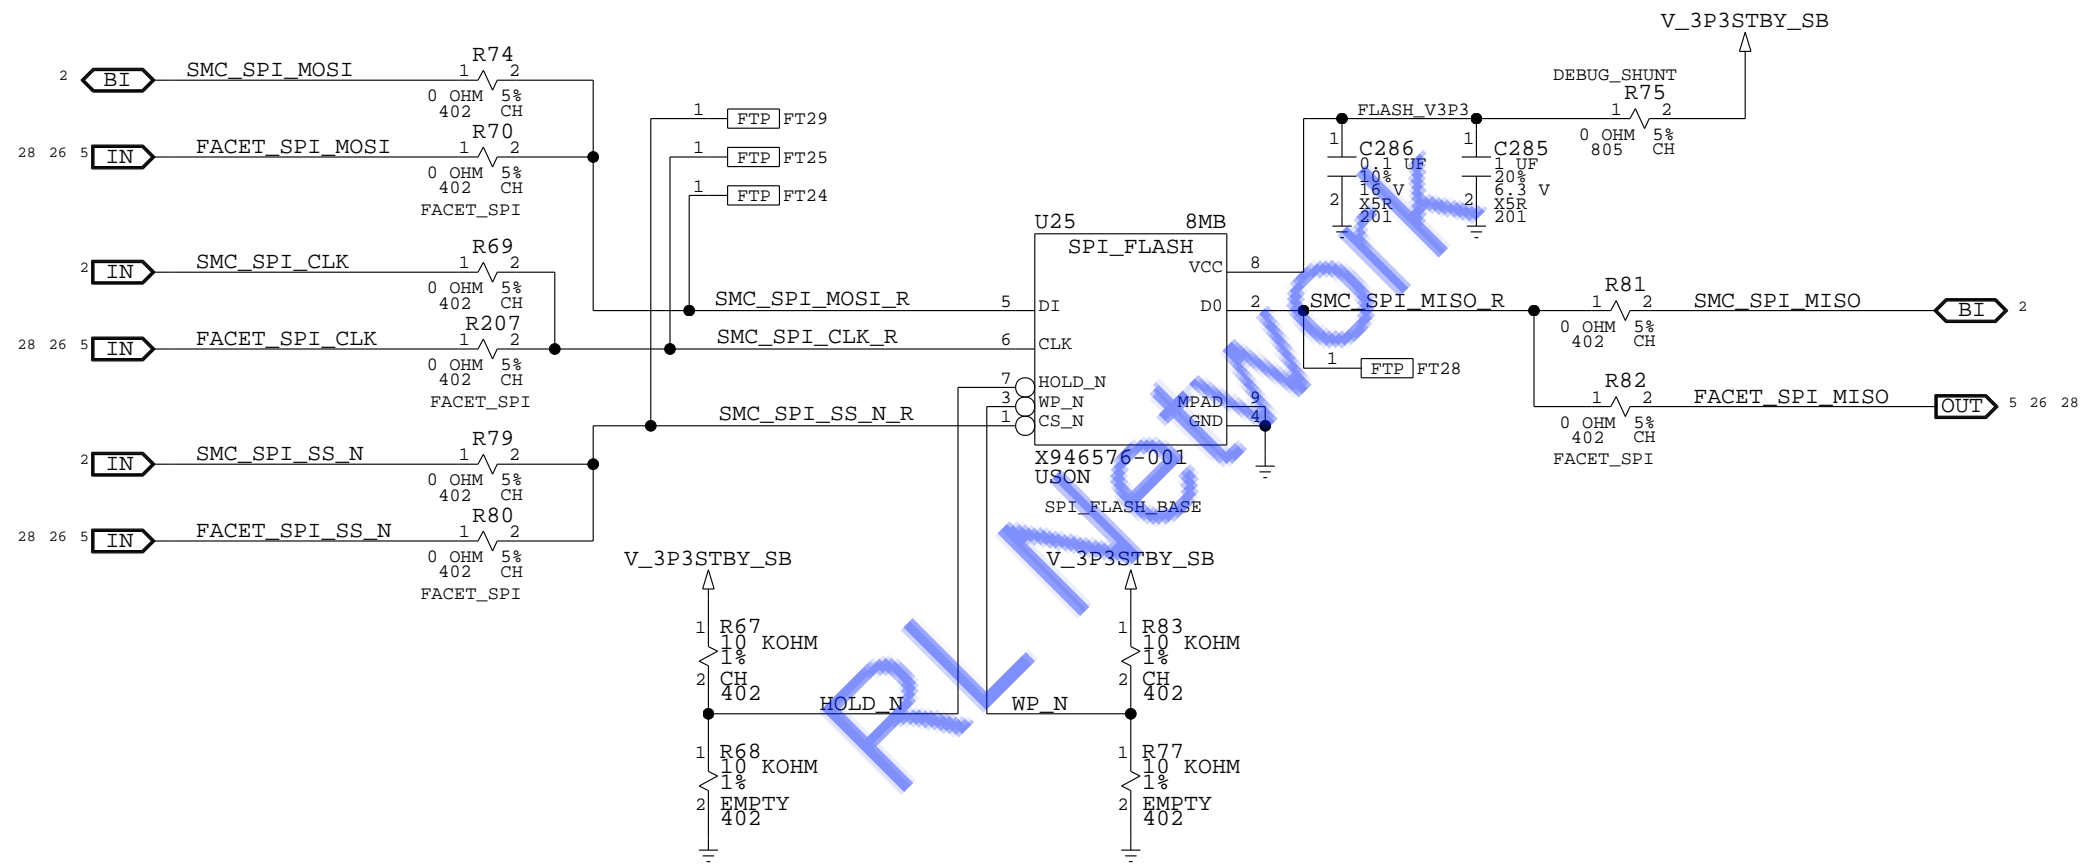 V_3P3STBY_SB
R74
2 BI SMC_SPI_MOSI 1 2
0 OHM 5%
402 CH
DEBUG_SHUNT
R75
1 2
0 OHM 5%
805 CH
FLASH_V3P3
1 FTP FT29
R70
28 26 5 IN FACET_SPI_MOSI 1 2
0 OHM 5%
402 CH
FACET_SPI
1 FTP FT25
1 FTP FT24
1 C286
0.1 UF
10%
16 V
2 X5R
201
1 C285
1 UF
20%
6.3 V
2 X5R
201
R69
2 IN SMC_SPI_CLK 1 2
0 OHM 5%
402 CH
R207
28 26 5 IN FACET_SPI_CLK 1 2
0 OHM 5%
402 CH
FACET_SPI
U25 8MB
SPI_FLASH
VCC 8
SMC_SPI_MOSI_R 5 DI
D0 2 SMC_SPI_MISO_R
SMC_SPI_CLK_R 6 CLK
7 HOLD_N
3 WP_N
SMC_SPI_SS_N_R 1 CS_N
MPAD 9
GND 4
X946576-001
USON
SPI_FLASH_BASE
1 FTP FT28
R81
1 2 SMC_SPI_MISO BI 2
0 OHM 5%
402 CH
R82
1 2 FACET_SPI_MISO OUT 5 26 28
0 OHM 5%
402 CH
FACET_SPI
R79
2 IN SMC_SPI_SS_N 1 2
0 OHM 5%
402 CH
R80
28 26 5 IN FACET_SPI_SS_N 1 2
0 OHM 5%
402 CH
FACET_SPI
V_3P3STBY_SB
1 R67
10 KOHM
1%
2 CH
402
HOLD_N
1 R68
10 KOHM
1%
2 EMPTY
402
V_3P3STBY_SB
1 R83
10 KOHM
1%
2 CH
402
WP_N
1 R77
10 KOHM
1%
2 EMPTY
402
RL Network